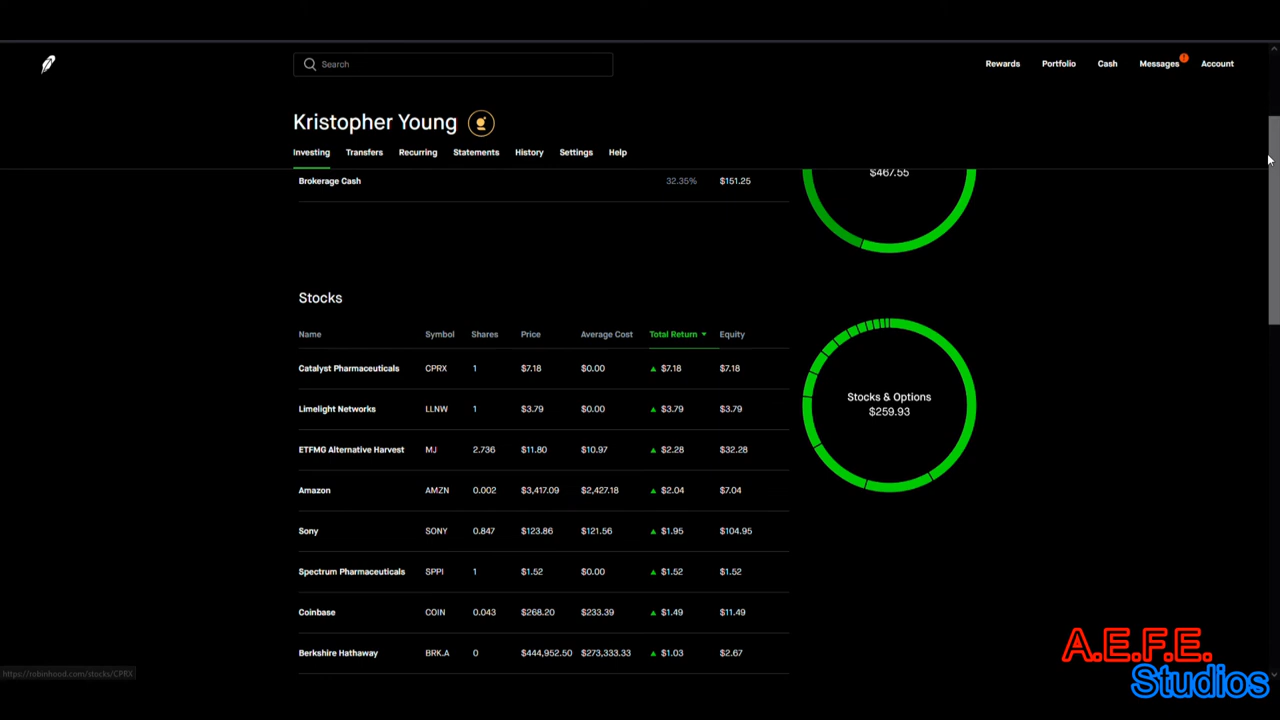 Search
Rewards Portfolio Cash Messages Account
Kristopher Young
Investing Transfers Recurring Statements History Settings Help
Brokerage Cash 32.35% $151.25
$467.55
Stocks
Name Symbol Shares Price Average Cost Total Return Equity
Catalyst Pharmaceuticals CPRX 1 $7.18 $0.00 $7.18 $7.18
Limelight Networks LLNW 1 $3.79 $0.00 $3.79 $3.79
ETFMG Alternative Harvest MJ 2.736 $11.80 $10.97 $2.28 $32.28
Amazon AMZN 0.002 $3,417.09 $2,427.18 $2.04 $7.04
Sony SONY 0.847 $123.86 $121.56 $1.95 $104.95
Spectrum Pharmaceuticals SPPI 1 $1.52 $0.00 $1.52 $1.52
Coinbase COIN 0.043 $268.20 $233.39 $1.49 $11.49
Berkshire Hathaway BRK.A 0 $444,952.50 $273,333.33 $1.03 $2.67
Stocks & Options
$259.93
https://robinhood.com/stocks/CPRX
A.E.F.E.
Studios